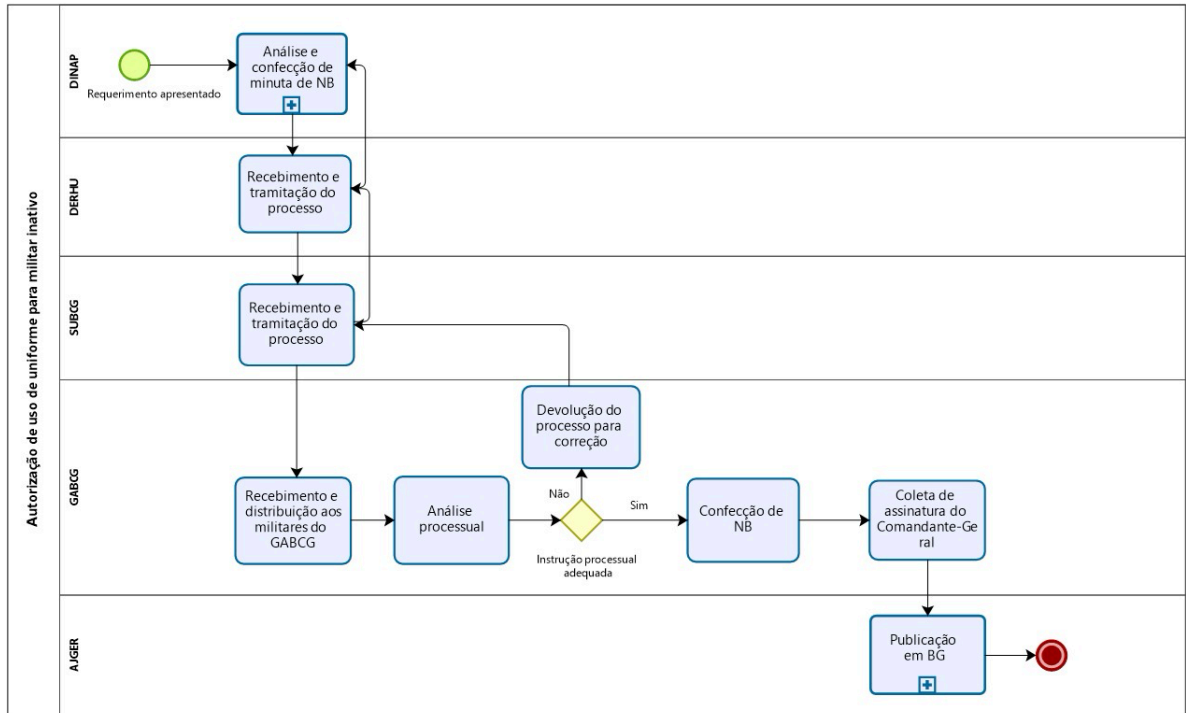 Autorização de uso de uniforme para militar inativo
DINAP
Requerimento apresentado
Análise e
confecção de
minuta de NB
DERHU
Recebimento e
tramitação do
processo
SUBCG
Recebimento e
tramitação do
processo
GABCG
Recebimento e
distribuição aos
militares do
GABCG
Análise
processual
Devolução do
processo para
correção
Não
Sim
Instrução processual
adequada
Confecção de
NB
Coleta de
assinatura do
Comandante-Ge
ral
AJGER
Publicação
em BG